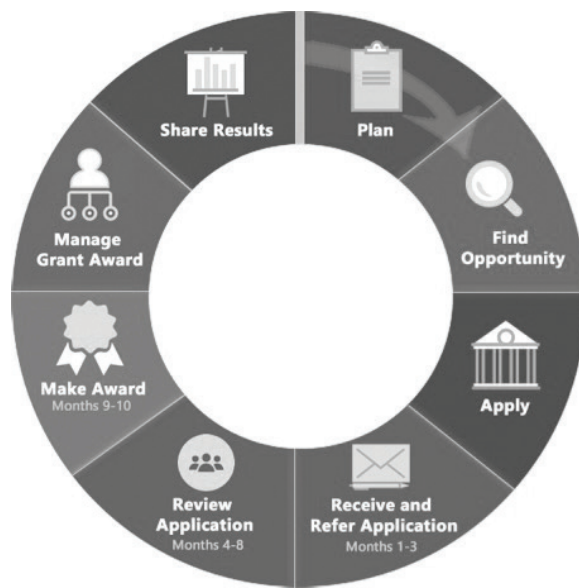 Plan
Find
Opportunity
Apply
Receive and
Refer Application
Months 1-3
Review
Application
Months 4-8
Make Award
Months 9-10
Manage
Grant Award
Share Results